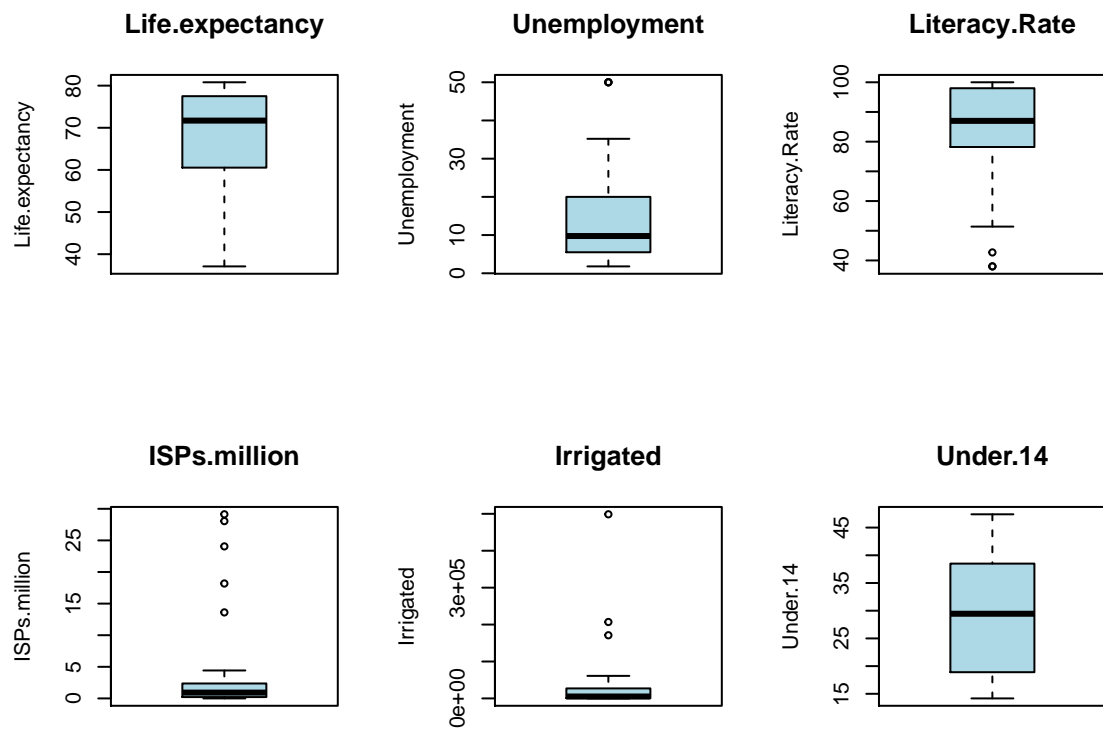 Life.expectancy
Life.expectancy
40 50 60 70 80
Unemployment
Unemployment
0 10 30 50
Literacy.Rate
Literacy.Rate
40 60 80 100
ISPs.million
ISPs.million
0 5 15 25
Irrigated
Irrigated
0e+00 3e+05
Under.14
Under.14
15 25 35 45